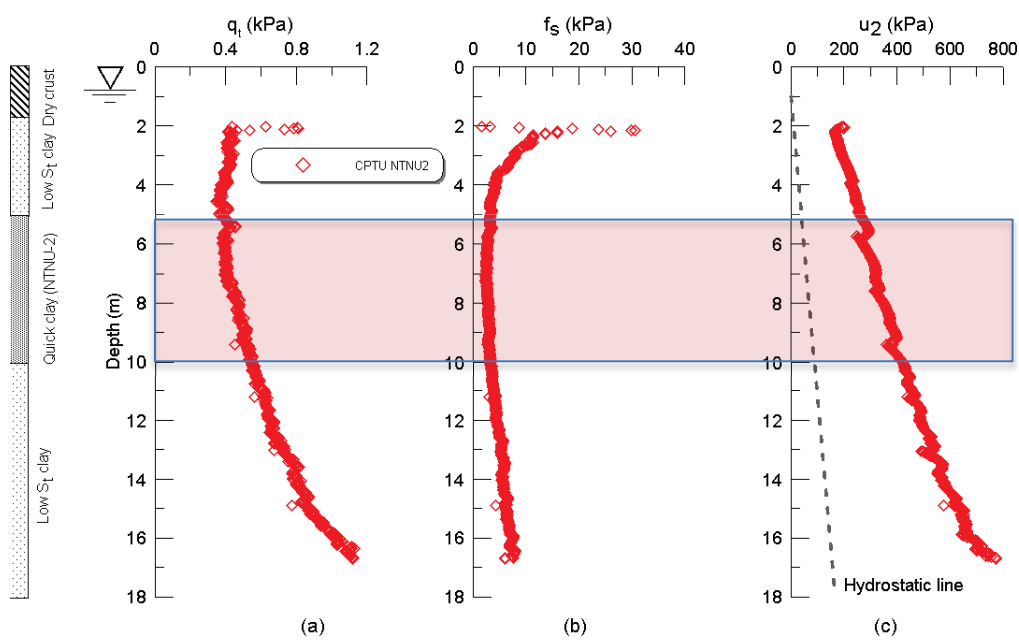 qt (kPa)
0 0.4 0.8 1.2
fs (kPa)
0 10 20 30 40
u2 (kPa)
0 200 400 600 800
Dry crust
Low St clay
Quick clay (NTNU-2)
Low St clay
Depth (m)
0
2
4
6
8
10
12
14
16
18
CPTU NTNU2
0
2
4
6
8
10
12
14
16
18
0
2
4
6
8
10
12
14
16
18
Hydrostatic line
(a)
(b)
(c)